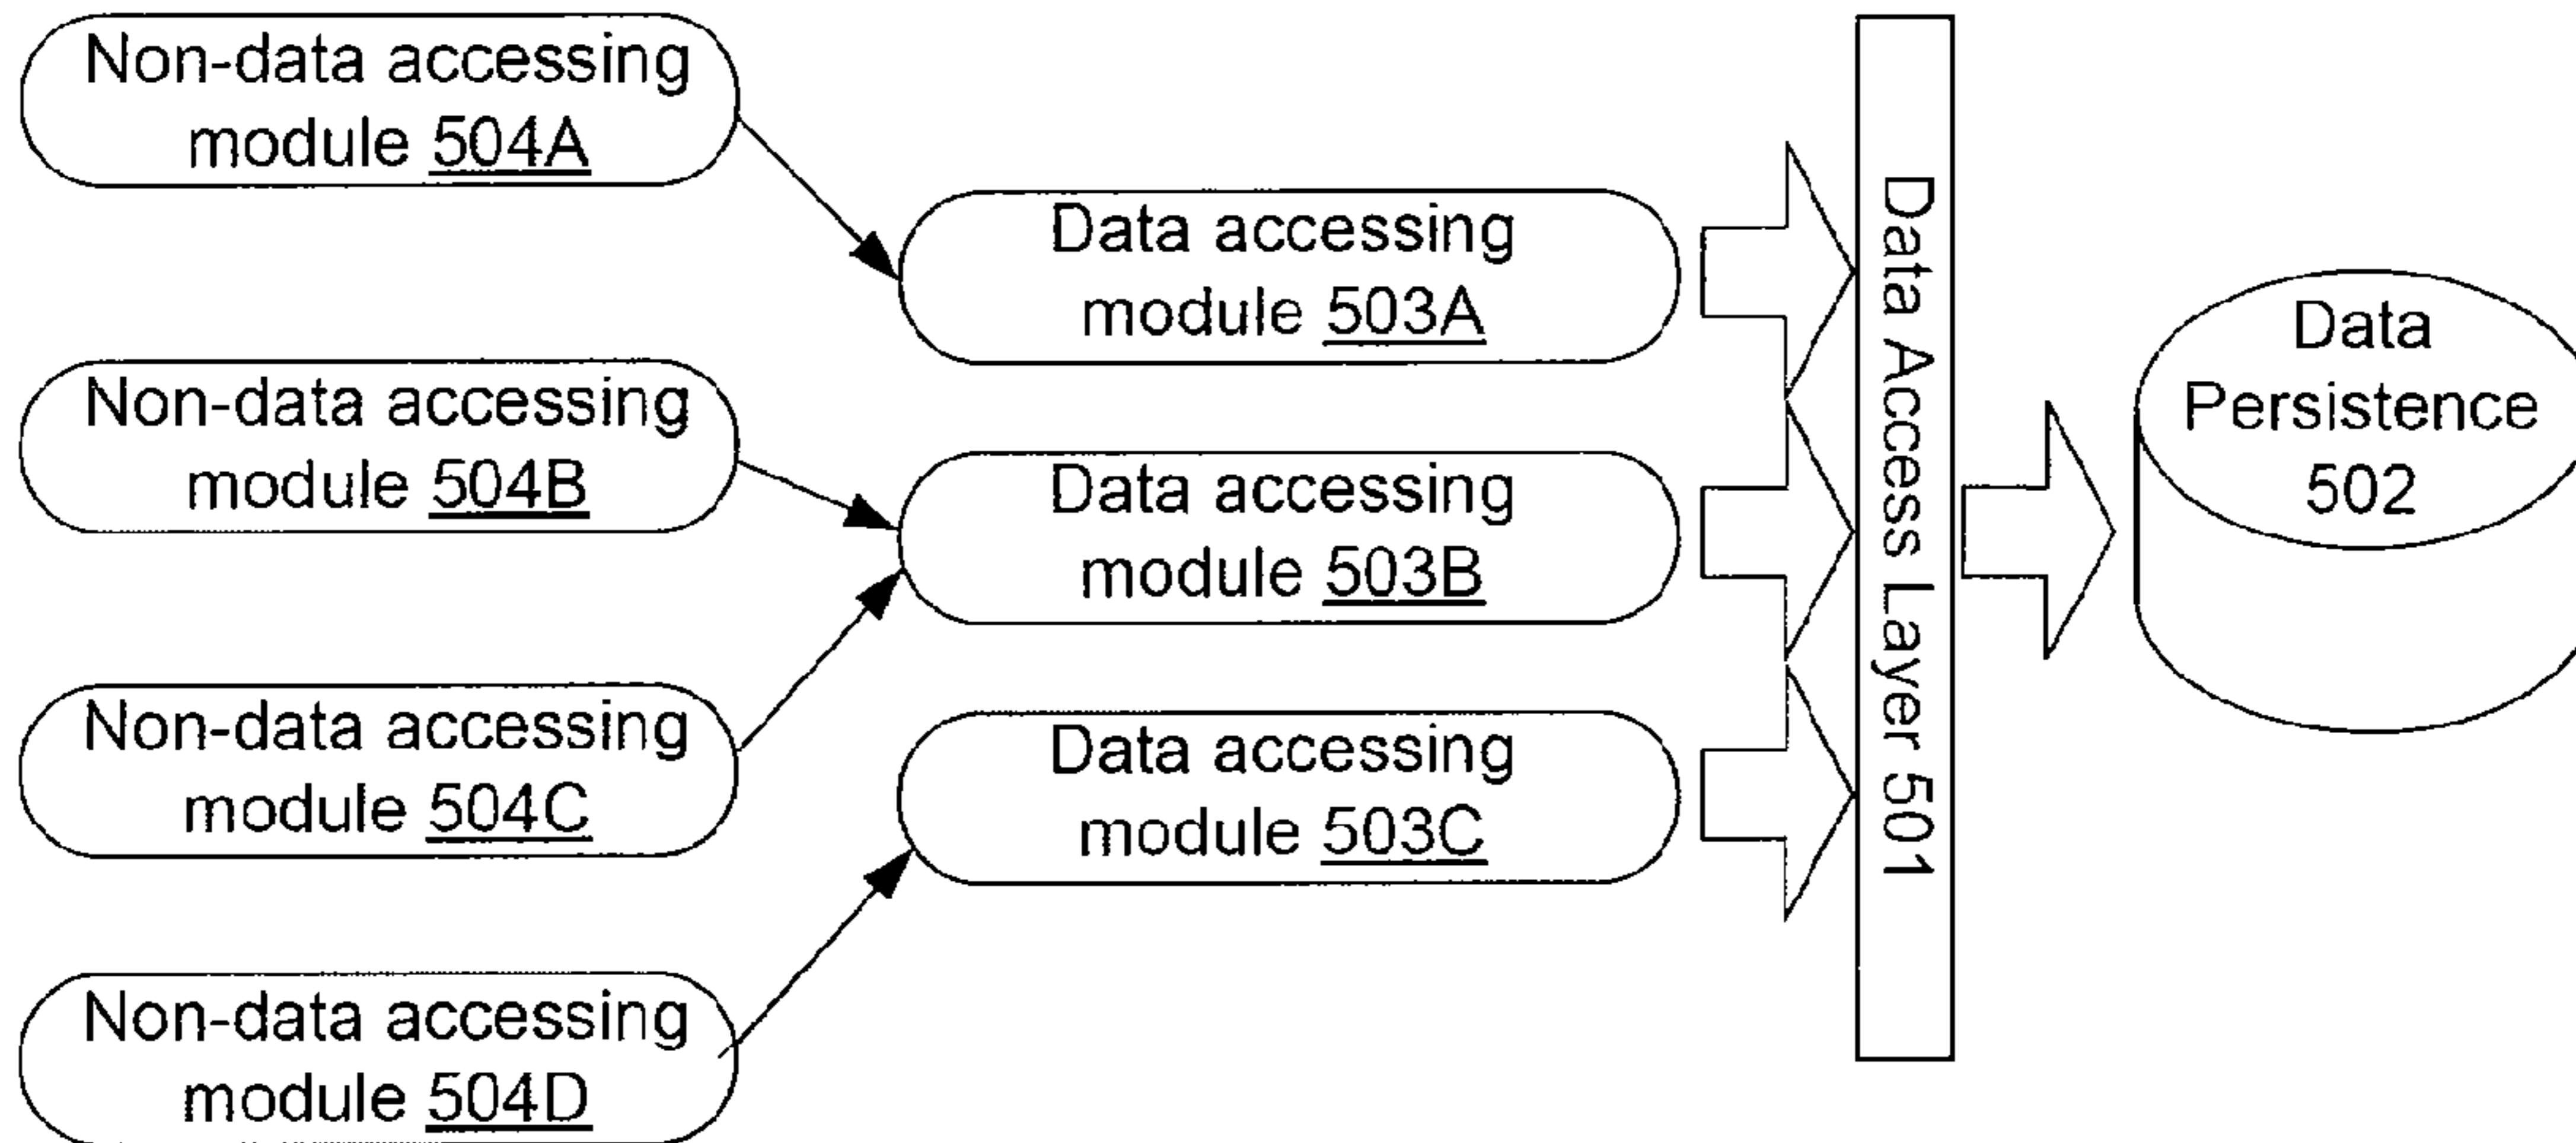 Non-data accessing
module 504A
Non-data accessing
module 504B
Non-data accessing
module 504C
Non-data accessing
module 504D
Data accessing
module 503A
Data accessing
module 503B
Data accessing
module 503C
Data Access Layer 501
Data
Persistence
502